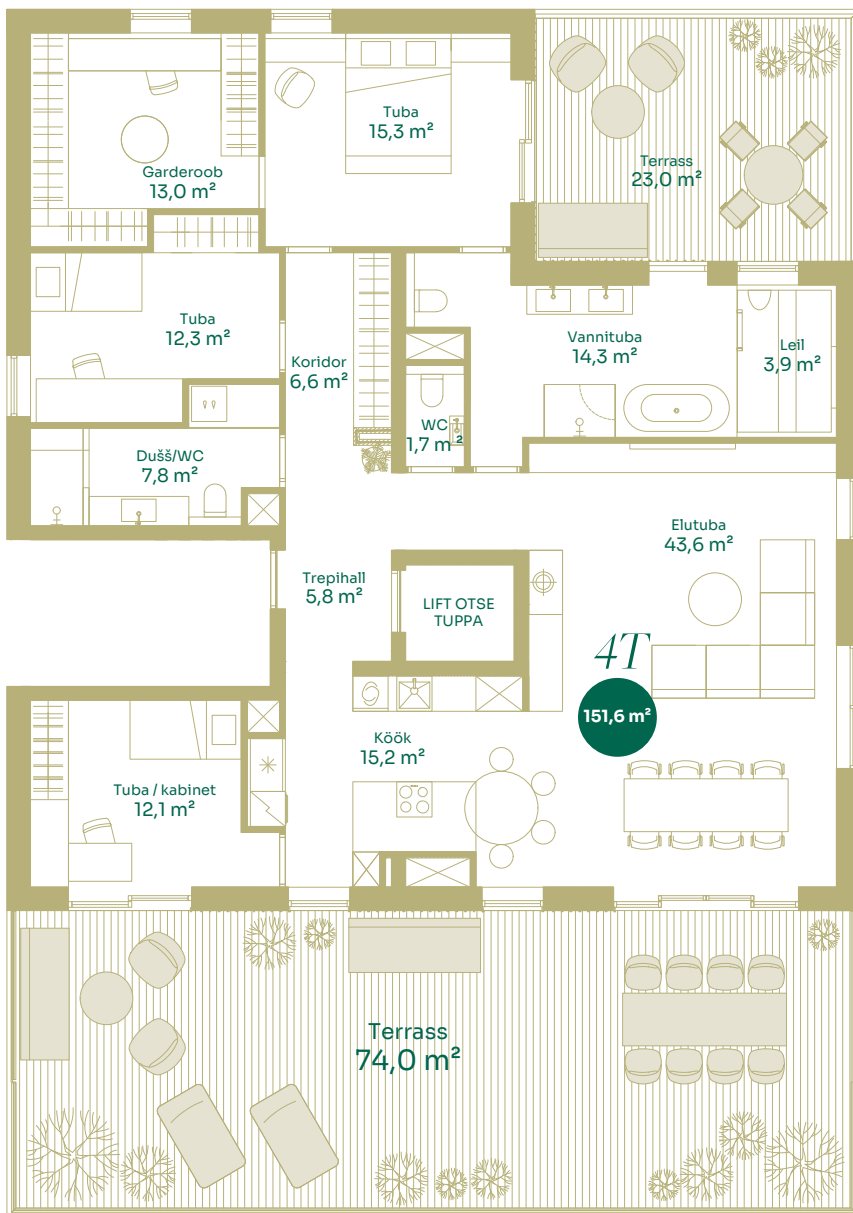 Tuba
15,3 m²
Garderoob
13,0 m²
Terrass
23,0 m²
Tuba
12,3 m²
Koridor
6,6 m²
Vannituba
14,3 m²
Leil
3,9 m²
WC
1,7 m²
Dušš/WC
7,8 m²
Elutuba
43,6 m²
Trepihall
5,8 m²
LIFT OTSE
TUPPA
4T
151,6 m²
Köök
15,2 m²
Tuba / kabinet
12,1 m²
Terrass
74,0 m²